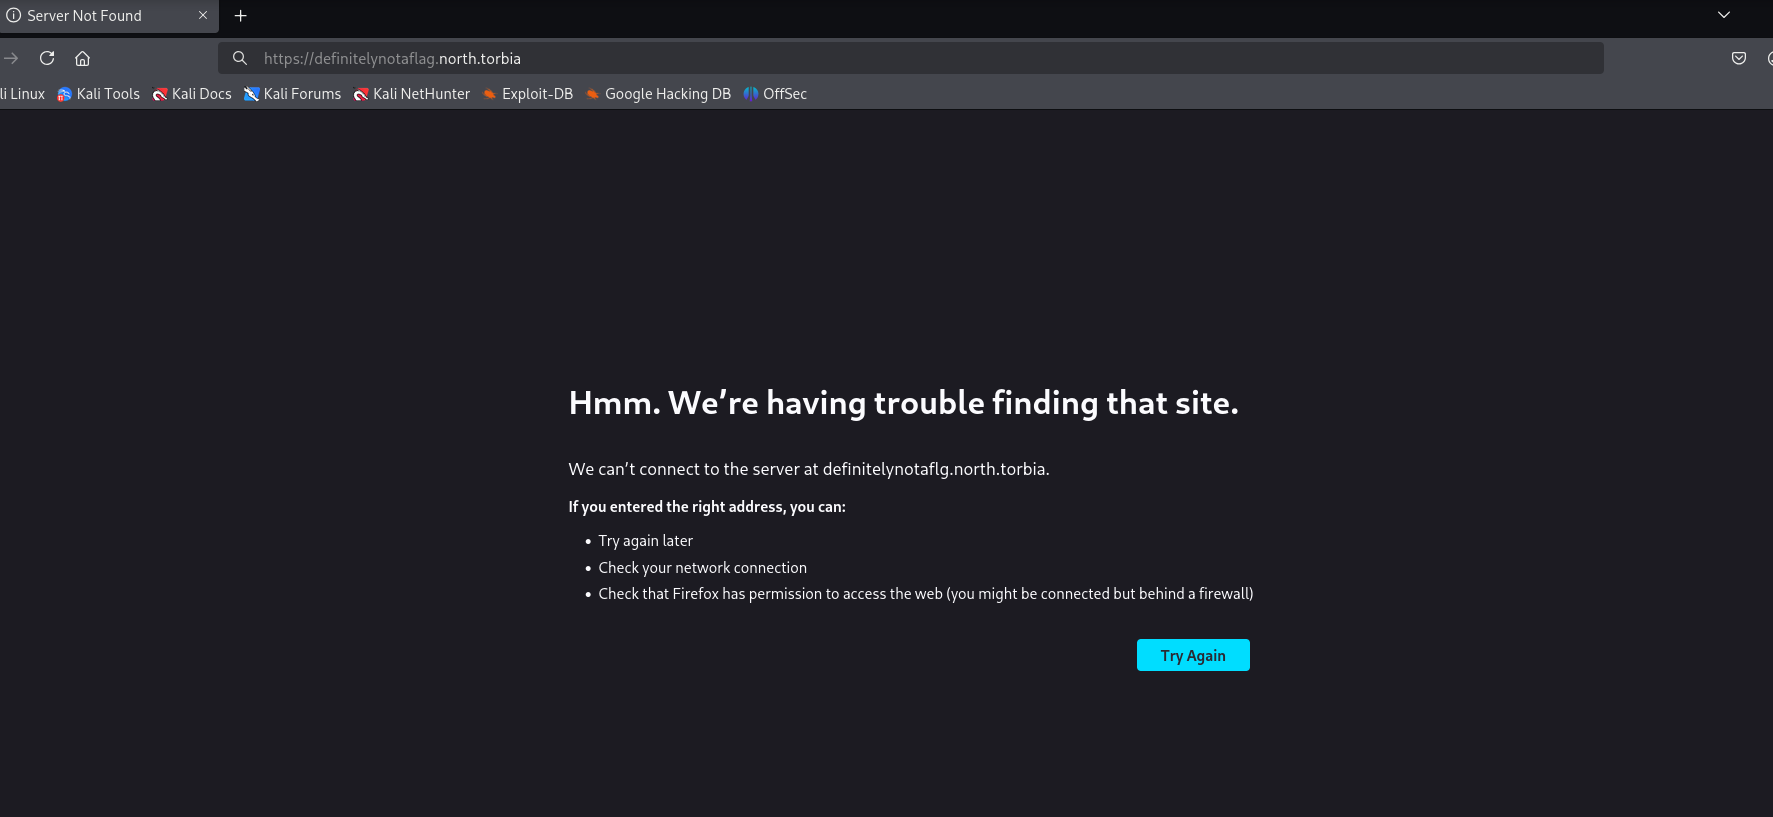 Server Not Found
https://definitelynotaflag.north.torbia
li Linux Kali Tools Kali Docs Kali Forums Kali NetHunter Exploit-DB Google Hacking DB OffSec
Hmm. We’re having trouble finding that site.
We can’t connect to the server at definitelynotaflg.north.torbia.
If you entered the right address, you can:
• Try again later
• Check your network connection
• Check that Firefox has permission to access the web (you might be connected but behind a firewall)
Try Again